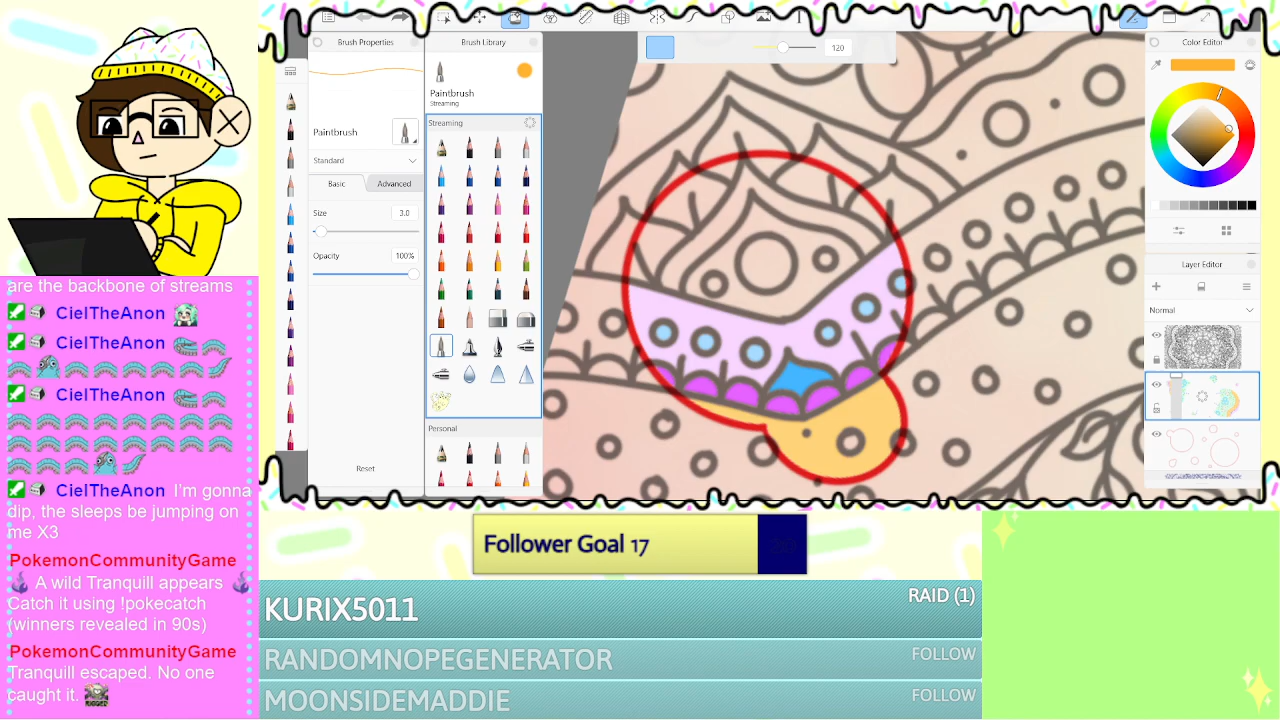 120
Brush Properties
Paintbrush
Standard
Basic
Advanced
Size
3.0
Opacity
100%
Reset
Brush Library
Paintbrush
Streaming
Streaming
Personal
Color Editor
Layer Editor
Normal
are the backbone of streams
CielTheAnon
CielTheAnon
CielTheAnon
CielTheAnon I'm gonna
dip, the sleeps be jumping on
me X3
PokemonCommunityGame
A wild Tranquill appears
Catch it using !pokecatch
(winners revealed in 90s)
PokemonCommunityGame
Tranquill escaped. No one
caught it.
Follower Goal 17
KURIX5011
RAID (1)
RANDOMNOPEGENERATOR
FOLLOW
MOONSIDEMADDIE
FOLLOW